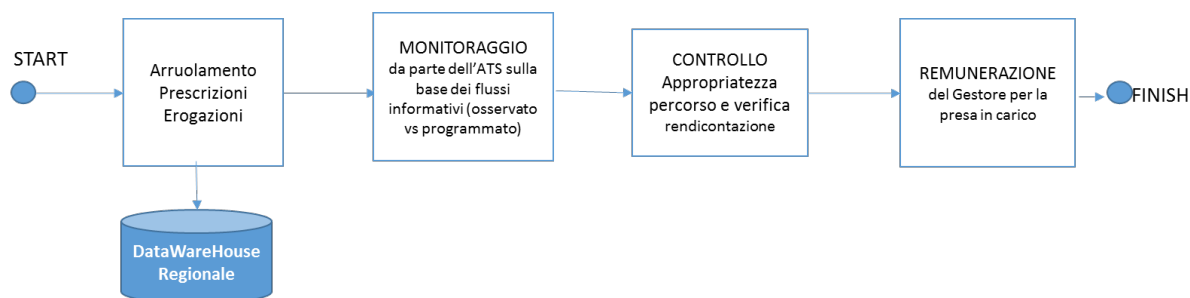 START
Arruolamento
Prescrizioni
Erogazioni
DataWareHouse
Regionale
MONITORAGGIO
da parte dell'ATS sulla
base dei flussi
informativi (osservato
vs programmato)
CONTROLLO
Appropriatezza
percorso e verifica
rendicontazione
REMUNERAZIONE
del Gestore per la
presa in carico
FINISH